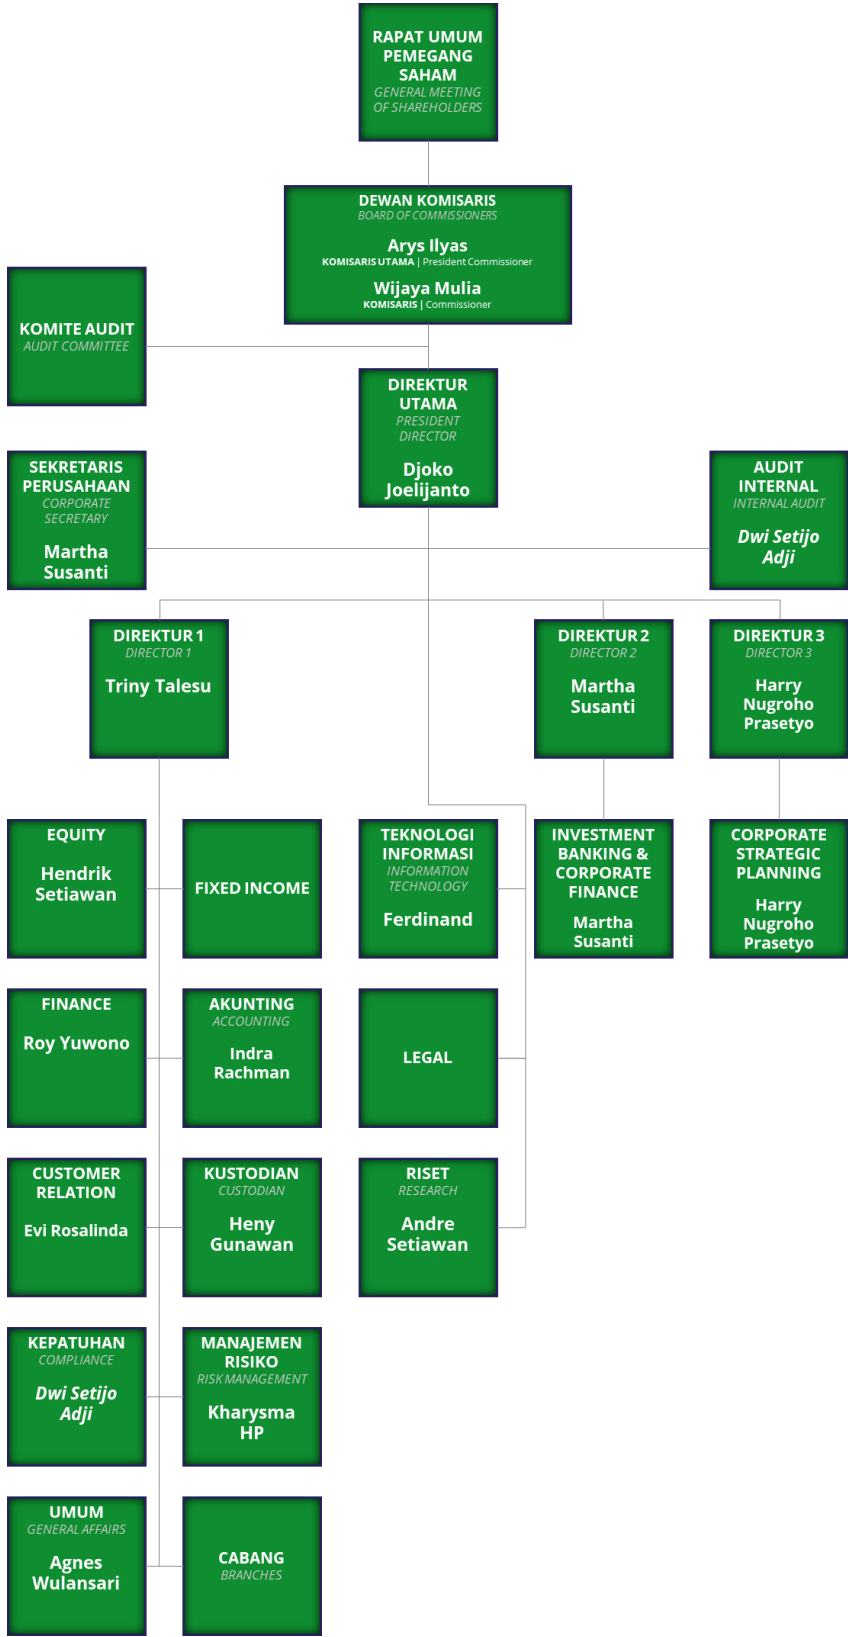 RAPAT UMUM
PEMEGANG
SAHAM
GENERAL MEETING
OF SHAREHOLDERS
DEWAN KOMISARIS
BOARD OF COMMISSIONERS
Arys Ilyas
KOMISARIS UTAMA | President Commissioner
Wijaya Mulia
KOMISARIS | Commissioner
KOMITE AUDIT
AUDIT COMMITTEE
DIREKTUR
UTAMA
PRESIDENT
DIRECTOR
Djoko
Joelijanto
SEKRETARIS
PERUSAHAAN
CORPORATE
SECRETARY
Martha
Susanti
AUDIT
INTERNAL
INTERNAL AUDIT
Dwi Setijo
Adji
DIREKTUR 1
DIRECTOR 1
Triny Talesu
DIREKTUR 2
DIRECTOR 2
Martha
Susanti
DIREKTUR 3
DIRECTOR 3
Harry
Nugroho
Prasetyo
EQUITY
Hendrik
Setiawan
FIXED INCOME
TEKNOLOGI
INFORMASI
INFORMATION
TECHNOLOGY
Ferdinand
INVESTMENT
BANKING &
CORPORATE
FINANCE
Martha
Susanti
CORPORATE
STRATEGIC
PLANNING
Harry
Nugroho
Prasetyo
FINANCE
Roy Yuwono
AKUNTING
ACCOUNTING
Indra
Rachman
LEGAL
CUSTOMER
RELATION
Evi Rosalinda
KUSTODIAN
CUSTODIAN
Heny
Gunawan
RISET
RESEARCH
Andre
Setiawan
KEPATUHAN
COMPLIANCE
Dwi Setijo
Adji
MANAJEMEN
RISIKO
RISK MANAGEMENT
Kharysma
HP
UMUM
GENERAL AFFAIRS
Agnes
Wulansari
CABANG
BRANCHES